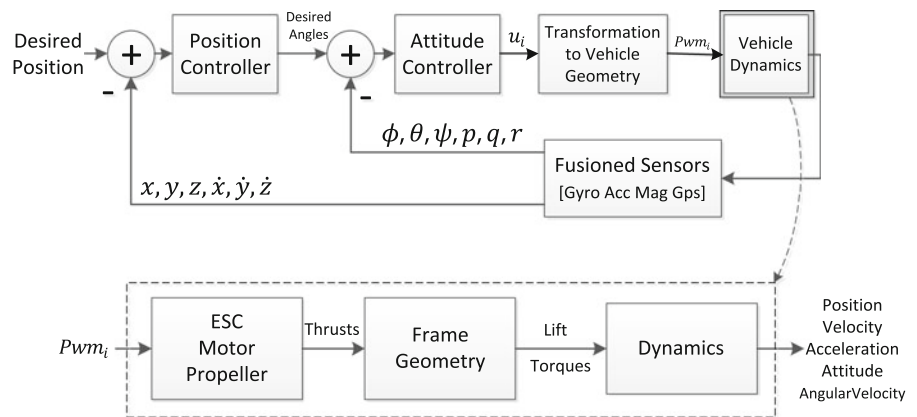 Desired
Position
+
-
Position
Controller
Desired
Angles
+
-
Attitude
Controller
u_i
Transformation
to Vehicle
Geometry
Pwm_i
Vehicle
Dynamics
ϕ, θ, ψ, p, q, r
Fusioned Sensors
[Gyro Acc Mag Gps]
x, y, z, ẋ, ẏ, ż
Pwm_i
ESC
Motor
Propeller
Thrusts
Frame
Geometry
Lift
Torques
Dynamics
Position
Velocity
Acceleration
Attitude
AngularVelocity